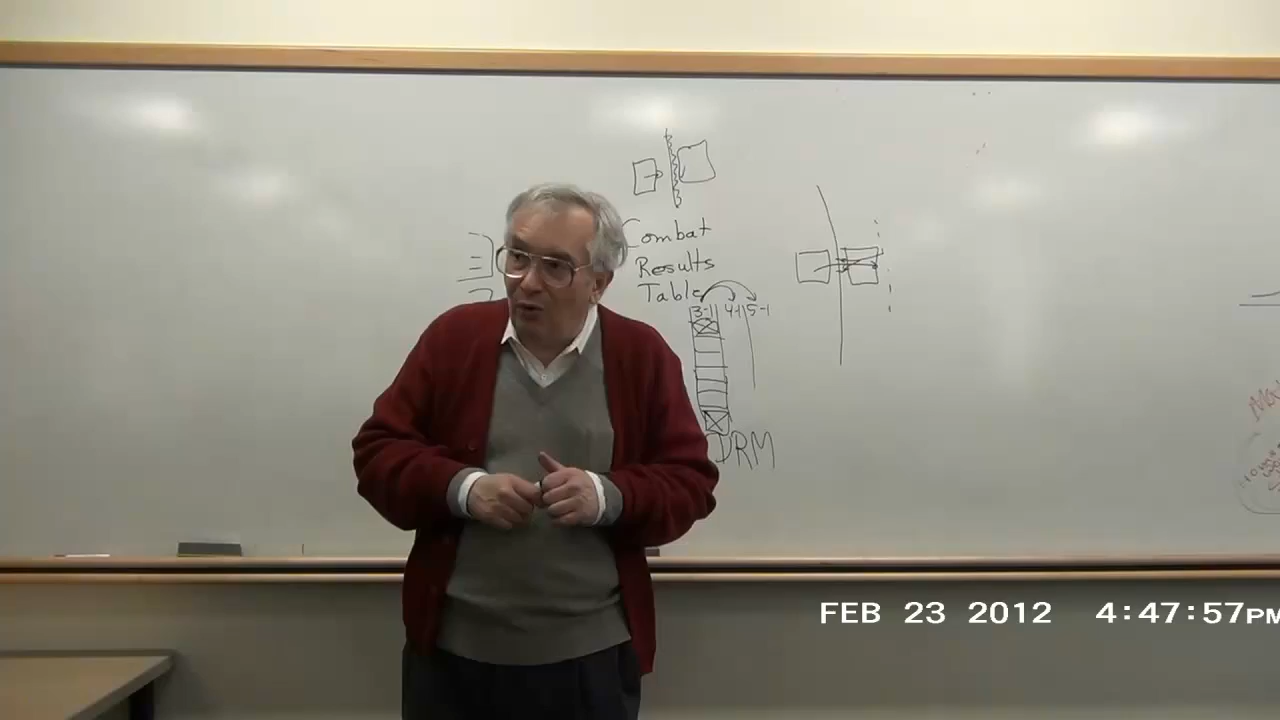 Combat
Results
Table
3-1 4-1 5-1
DRM
FEB 23 2012 4:47:57PM